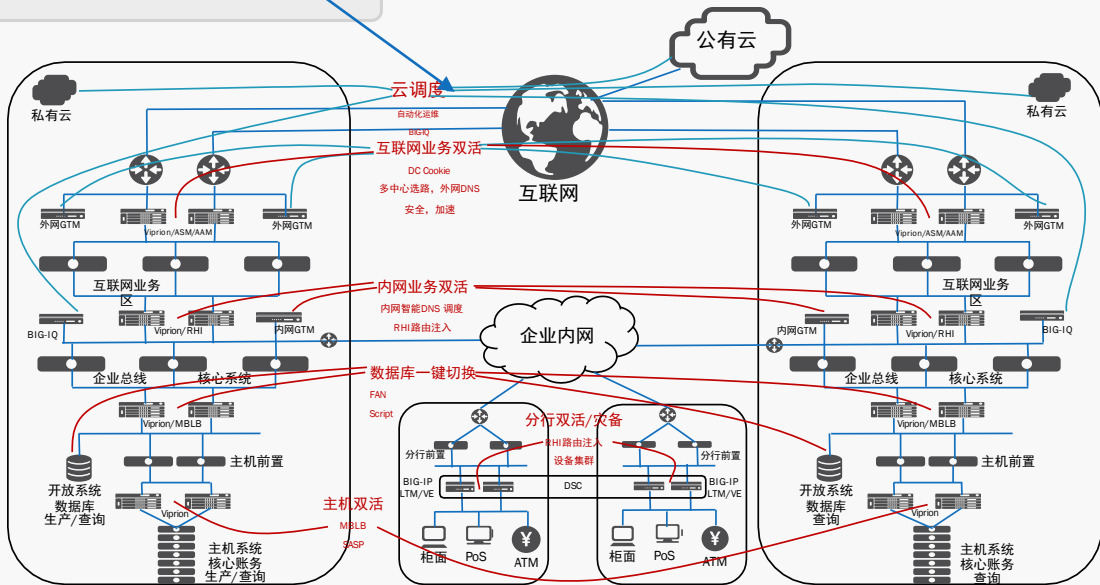 公有云
私有云
云调度
自动化运维
BIGIQ
互联网业务双活
DC Cookie
多中心选路，外网DNS
安全，加速
互联网
私有云
外网GTM
Viprion/ASM/AAM
外网GTM
外网GTM
Viprion/ASM/AAM
外网GTM
互联网业务
区
互联网业务
区
BIG-IQ
Viprion/RHI
内网GTM
内网业务双活
内网智能DNS 调度
RHI路由注入
企业内网
内网GTM
Viprion/RHI
BIG-IQ
企业总线
核心系统
数据库一键切换
FAN
Script
企业总线
核心系统
Viprion/MBLB
Viprion/MBLB
主机前置
主机前置
开放系统
数据库
生产/查询
开放系统
数据库
查询
Viprion
Viprion
主机系统
核心账务
生产/查询
主机系统
核心账务
查询
主机双活
MBLB
SASP
分行双活/灾备
RHI路由注入
设备集群
分行前置
分行前置
BIG-IP
LTM/VE
DSC
BIG-IP
LTM/VE
柜面
PoS
¥
ATM
柜面
PoS
¥
ATM